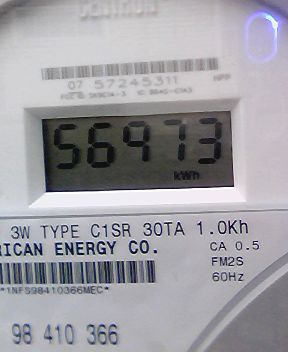 CENTRON
07 57245311
56973
kWh
3W TYPE C1SR 30TA 1.0Kh
RICAN ENERGY CO.
CA 0.5
FM2S
60Hz
*1NFS98410366MEC*
98 410 366